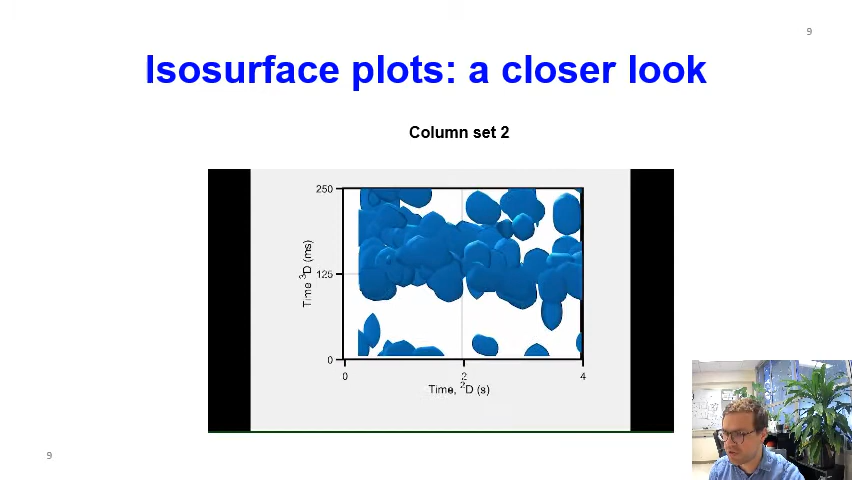 9
Isosurface plots: a closer look
Column set 2
250
125
0
Time ³D (ms)
0
2
4
Time, ²D (s)
9